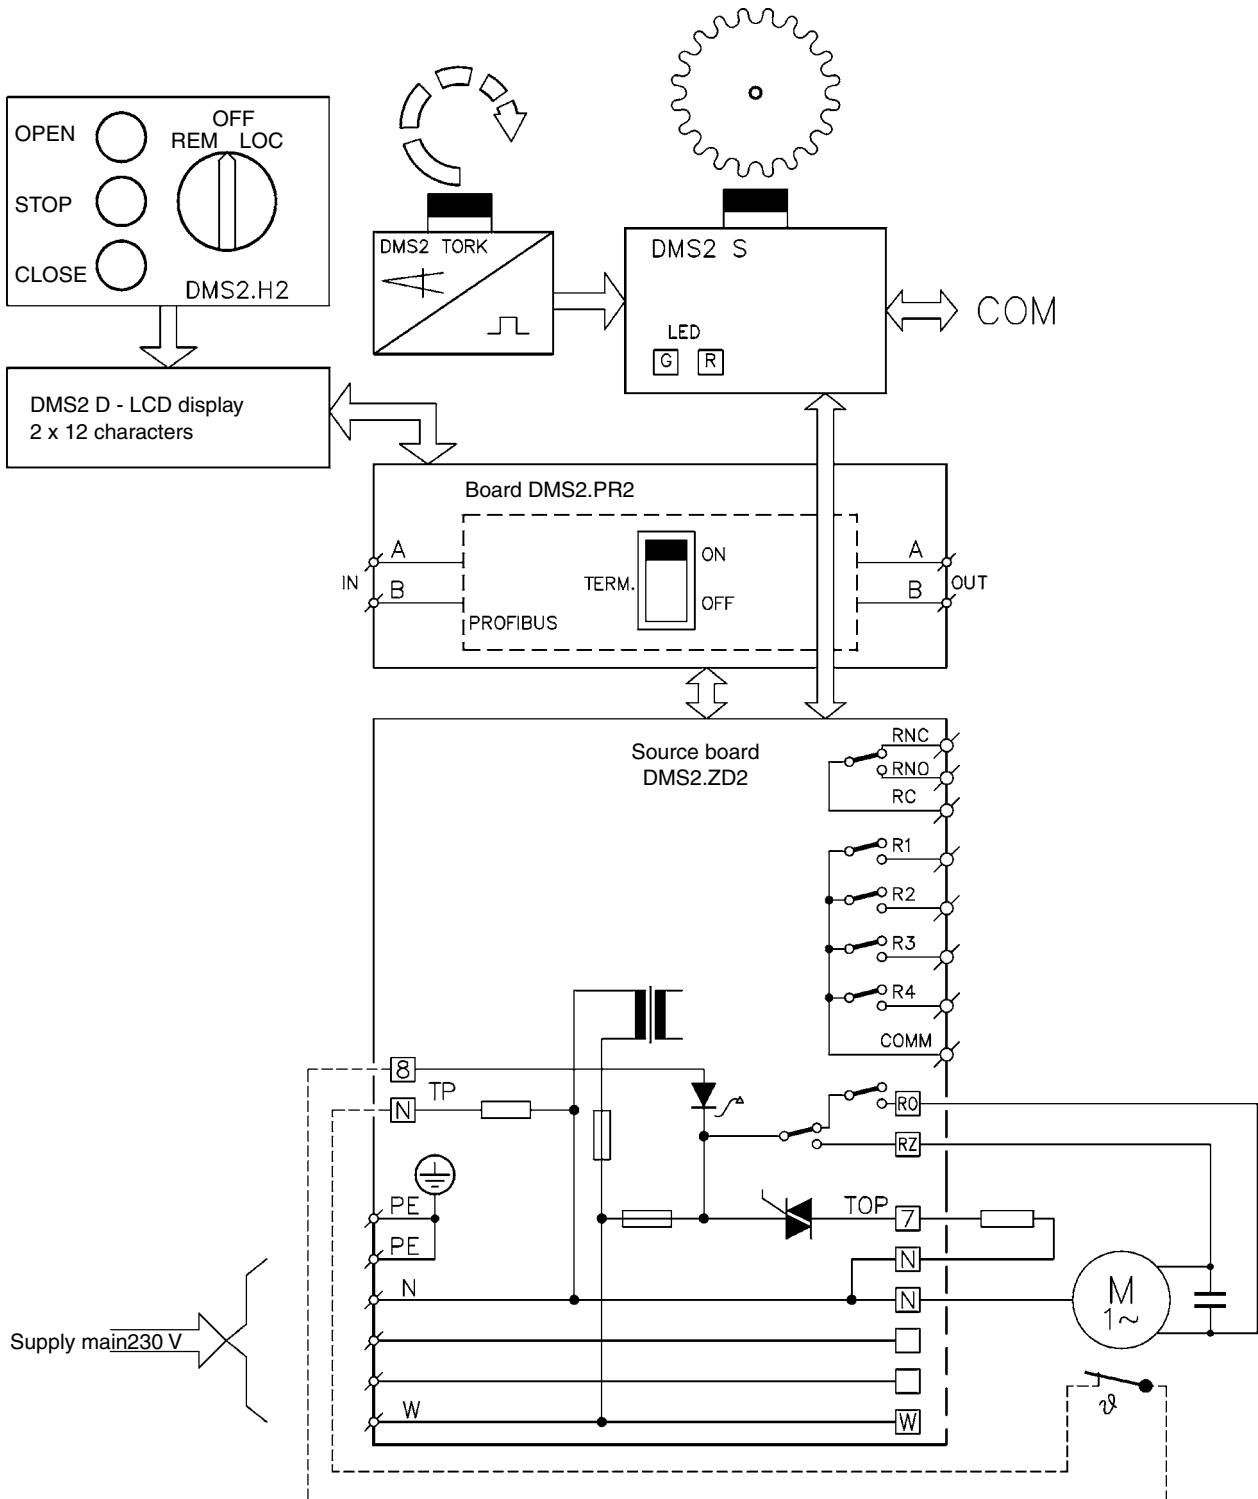 OPEN
STOP
CLOSE
OFF
REM LOC
DMS2.H2
DMS2 TORK
DMS2 S
LED
G R
COM
DMS2 D - LCD display
2 x 12 characters
Board DMS2.PR2
IN
A
B
PROFIBUS
TERM.
ON
OFF
A
B
OUT
Source board
DMS2.ZD2
RNC
RNO
RC
R1
R2
R3
R4
COMM
8
TP
N
RO
RZ
PE
PE
TOP
7
N
N
N
M
1~
Supply main230 V
W
W
ϑ